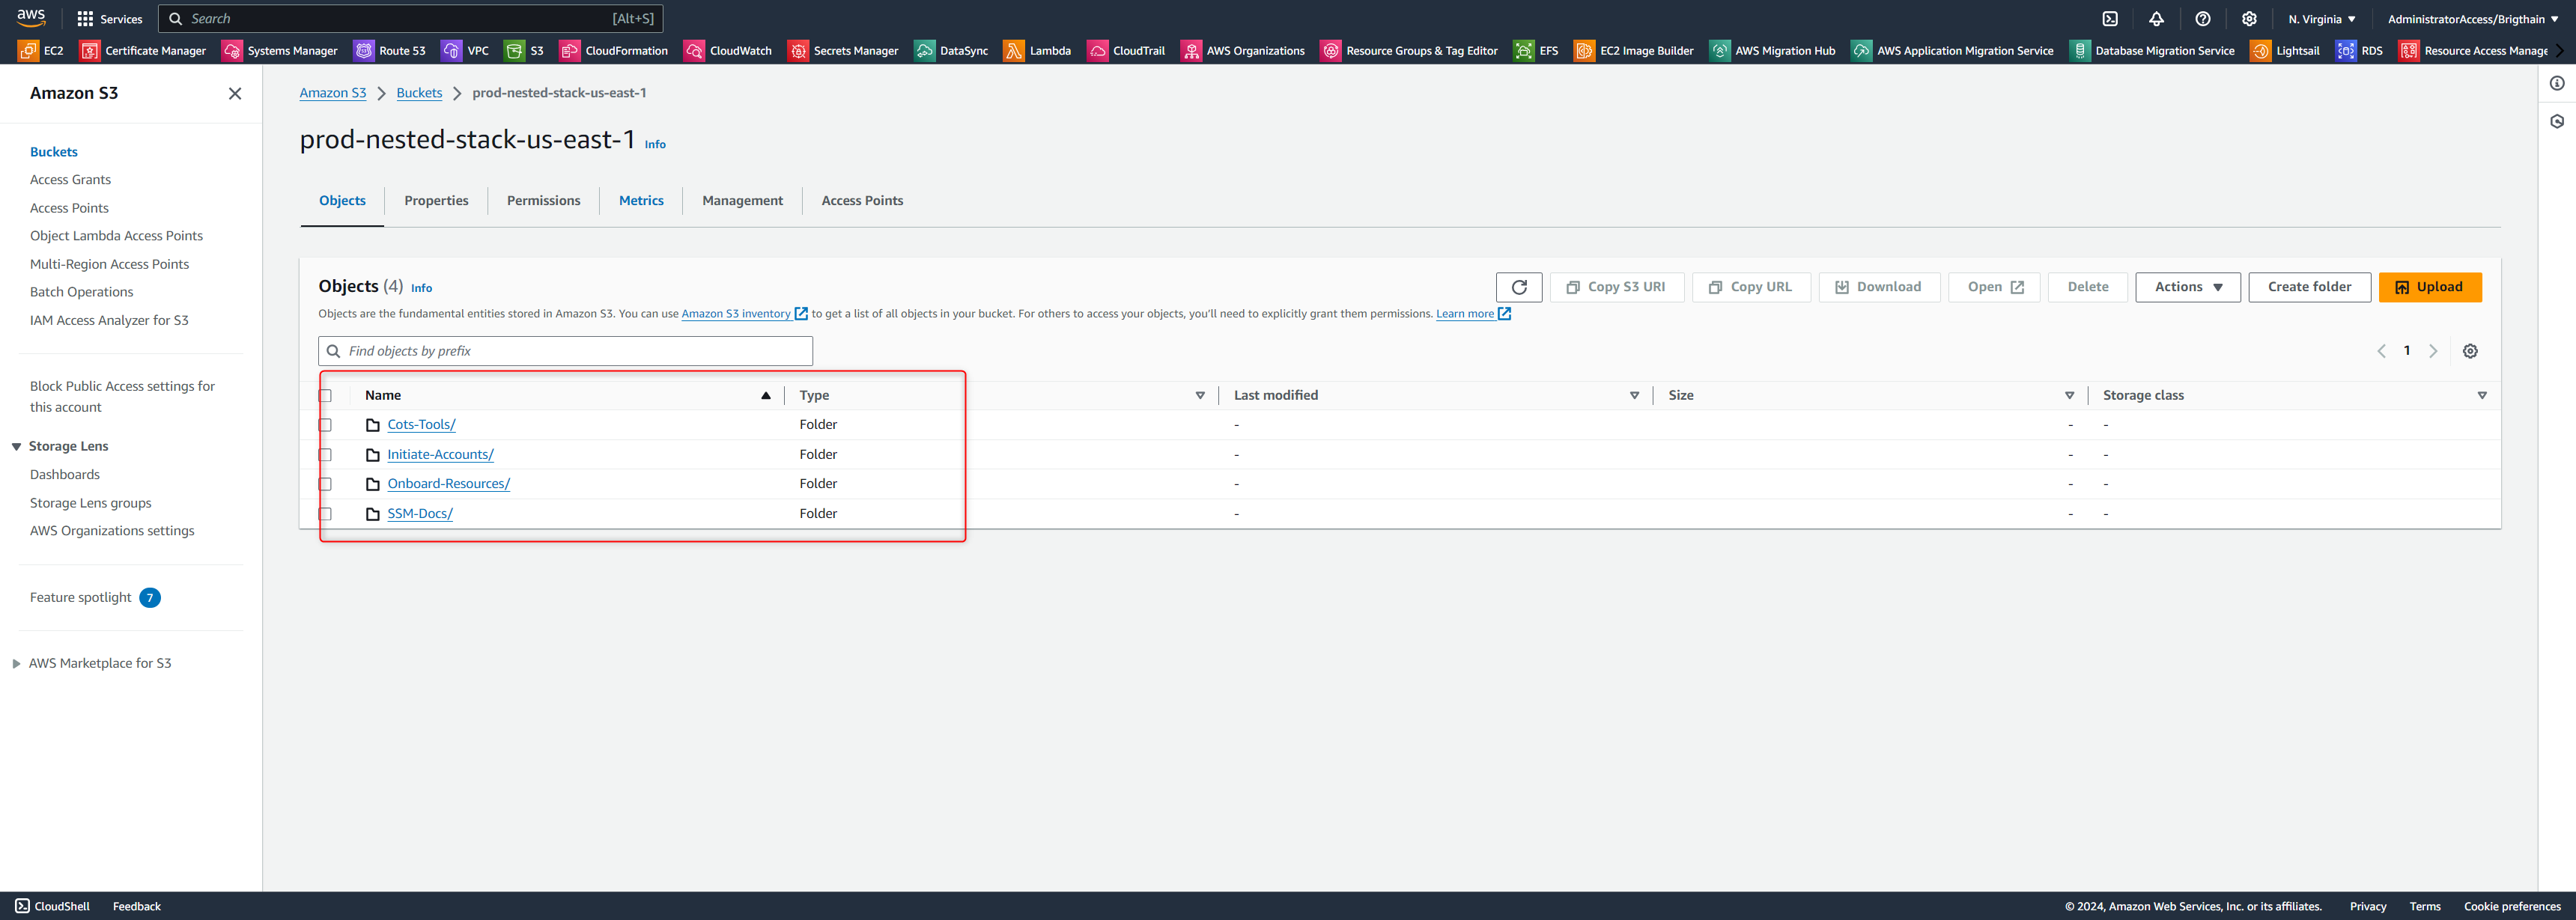 aws Services Search [Alt+S] N. Virginia AdministratorAccess/Brigthain
EC2 Certificate Manager Systems Manager Route 53 VPC S3 CloudFormation CloudWatch Secrets Manager DataSync Lambda CloudTrail AWS Organizations Resource Groups & Tag Editor EFS EC2 Image Builder AWS Migration Hub AWS Application Migration Service Database Migration Service Lightsail RDS Resource Access Manage
Amazon S3
Buckets
Access Grants
Access Points
Object Lambda Access Points
Multi-Region Access Points
Batch Operations
IAM Access Analyzer for S3
Block Public Access settings for
this account
Storage Lens
Dashboards
Storage Lens groups
AWS Organizations settings
Feature spotlight 7
AWS Marketplace for S3
Amazon S3 Buckets prod-nested-stack-us-east-1
prod-nested-stack-us-east-1 Info
Objects Properties Permissions Metrics Management Access Points
Objects (4) Info Copy S3 URI Copy URL Download Open Delete Actions Create folder Upload
Objects are the fundamental entities stored in Amazon S3. You can use Amazon S3 inventory to get a list of all objects in your bucket. For others to access your objects, you'll need to explicitly grant them permissions. Learn more
Find objects by prefix 1
Name Type Last modified Size Storage class
Cots-Tools/ Folder - - -
Initiate-Accounts/ Folder - - -
Onboard-Resources/ Folder - - -
SSM-Docs/ Folder - - -
CloudShell Feedback © 2024, Amazon Web Services, Inc. or its affiliates. Privacy Terms Cookie preferences